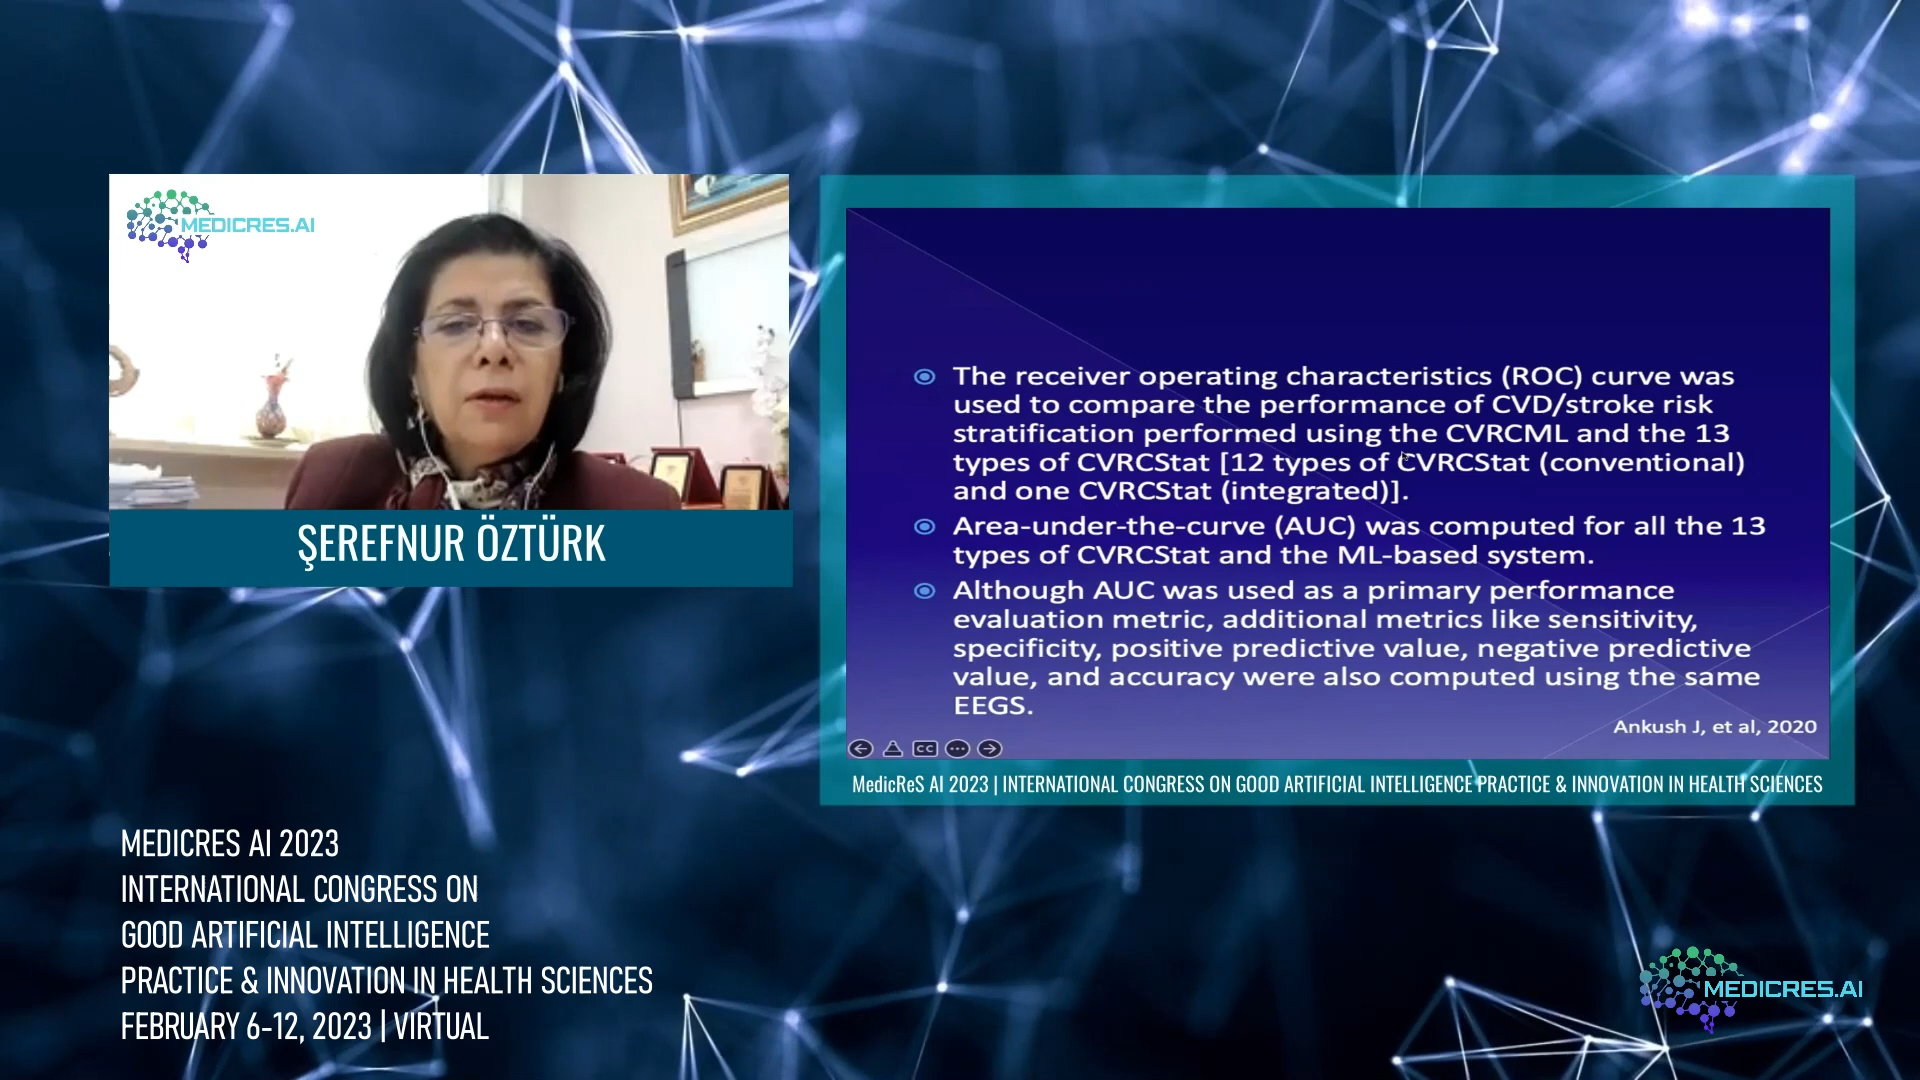 MEDICRES.AI
ŞEREFNUR ÖZTÜRK
The receiver operating characteristics (ROC) curve was
used to compare the performance of CVD/stroke risk
stratification performed using the CVRCML and the 13
types of CVRCStat [12 types of CVRCStat (conventional)
and one CVRCStat (integrated)].
Area-under-the-curve (AUC) was computed for all the 13
types of CVRCStat and the ML-based system.
Although AUC was used as a primary performance
evaluation metric, additional metrics like sensitivity,
specificity, positive predictive value, negative predictive
value, and accuracy were also computed using the same
EEGS.
Ankush J, et al, 2020
CC
MedicReS AI 2023 | INTERNATIONAL CONGRESS ON GOOD ARTIFICIAL INTELLIGENCE PRACTICE & INNOVATION IN HEALTH SCIENCES
MEDICRES AI 2023
INTERNATIONAL CONGRESS ON
GOOD ARTIFICIAL INTELLIGENCE
PRACTICE & INNOVATION IN HEALTH SCIENCES
FEBRUARY 6-12, 2023 | VIRTUAL
MEDICRES.AI